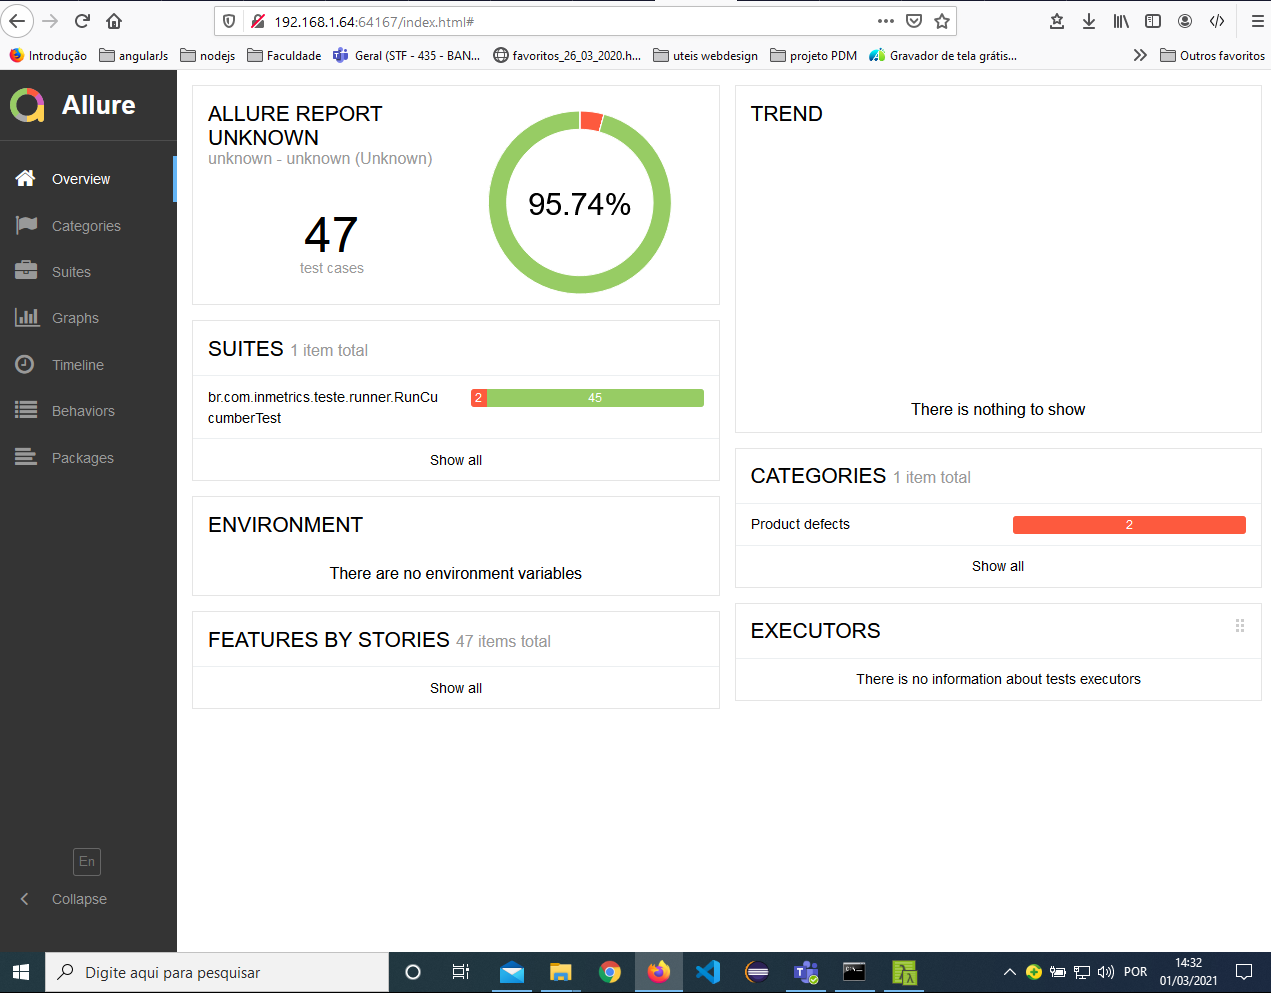 192.168.1.64:64167/index.html#
Introdução
angularJs
nodejs
Faculdade
Geral (STF - 435 - BAN...
favoritos_26_03_2020.h...
uteis webdesign
projeto PDM
Gravador de tela grátis...
Outros favoritos
Allure
Overview
Categories
Suites
Graphs
Timeline
Behaviors
Packages
En
Collapse
ALLURE REPORT
UNKNOWN
unknown - unknown (Unknown)
47
test cases
95.74%
SUITES 1 item total
br.com.inmetrics.teste.runner.RunCu
cumberTest
2 45
Show all
ENVIRONMENT
There are no environment variables
FEATURES BY STORIES 47 items total
Show all
TREND
There is nothing to show
CATEGORIES 1 item total
Product defects 2
Show all
EXECUTORS
There is no information about tests executors
Digite aqui para pesquisar
POR
14:32
01/03/2021